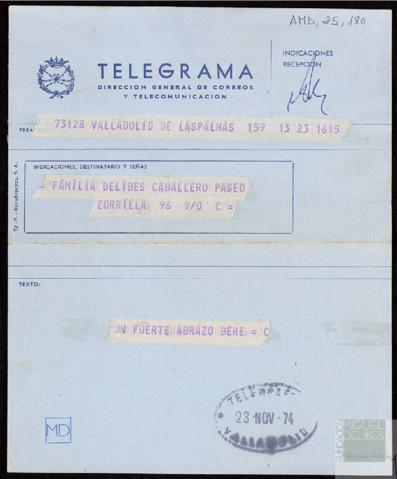 AMD, 25, 180
TELEGRAMA
DIRECCION GENERAL DE CORREOS
Y TELECOMUNICACION
INDICACIONES
RECEPCION
73128 VALLADOLID DE LASPALMAS 159 13 23 1615
INDICACIONES, DESTINATARIO Y SEÑAS
= FAMILIA DELIBES CABALLERO PASEO
ZORRILLA 96 9/0 C =
TEXTO:
UN FUERTE ABRAZO BERE = C
23 NOV-74
VALLADOLID
MD
MIGUEL
DELIBES